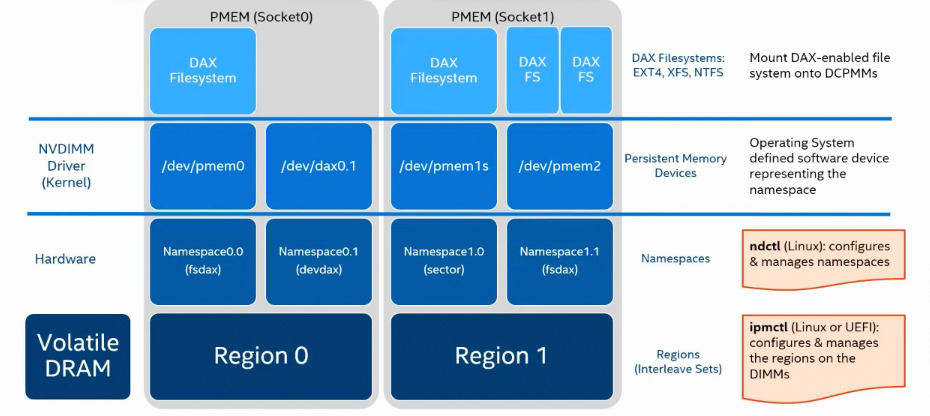 PMEM (Socket0)
PMEM (Socket1)
DAX
Filesystem
DAX
Filesystem
DAX
FS
DAX
FS
DAX Filesystems:
EXT4, XFS, NTFS
Mount DAX-enabled file
system onto DCPMMs
NVDIMM
Driver
(Kernel)
/dev/pmem0
/dev/dax0.1
/dev/pmem1s
/dev/pmem2
Persistent Memory
Devices
Operating System
defined software device
representing the
namespace
Hardware
Namespace0.0
(fsdax)
Namespace0.1
(devdax)
Namespace1.0
(sector)
Namespace1.1
(fsdax)
Namespaces
ndctl (Linux): configures
& manages namespaces
Volatile
DRAM
Region 0
Region 1
Regions
(Interleave Sets)
ipmctl (Linux or UEFI):
configures & manages
the regions on the
DIMMs